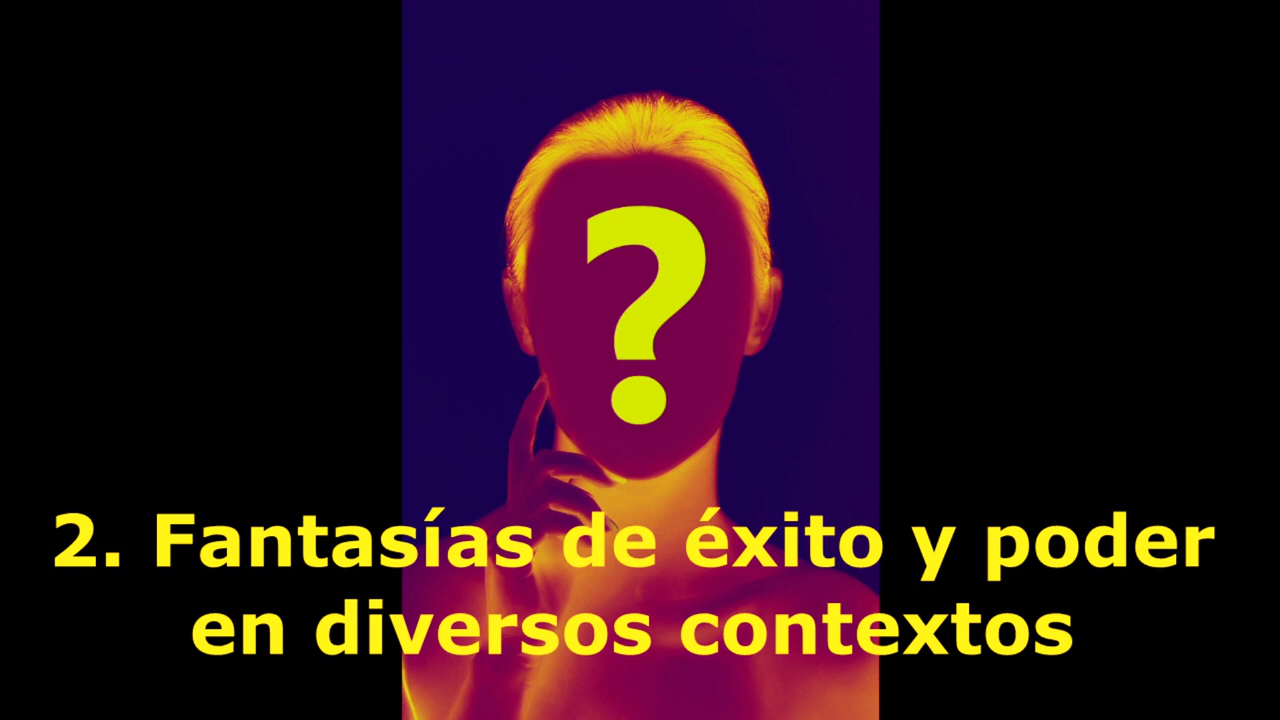 ?
2. Fantasías de éxito y poder
en diversos contextos